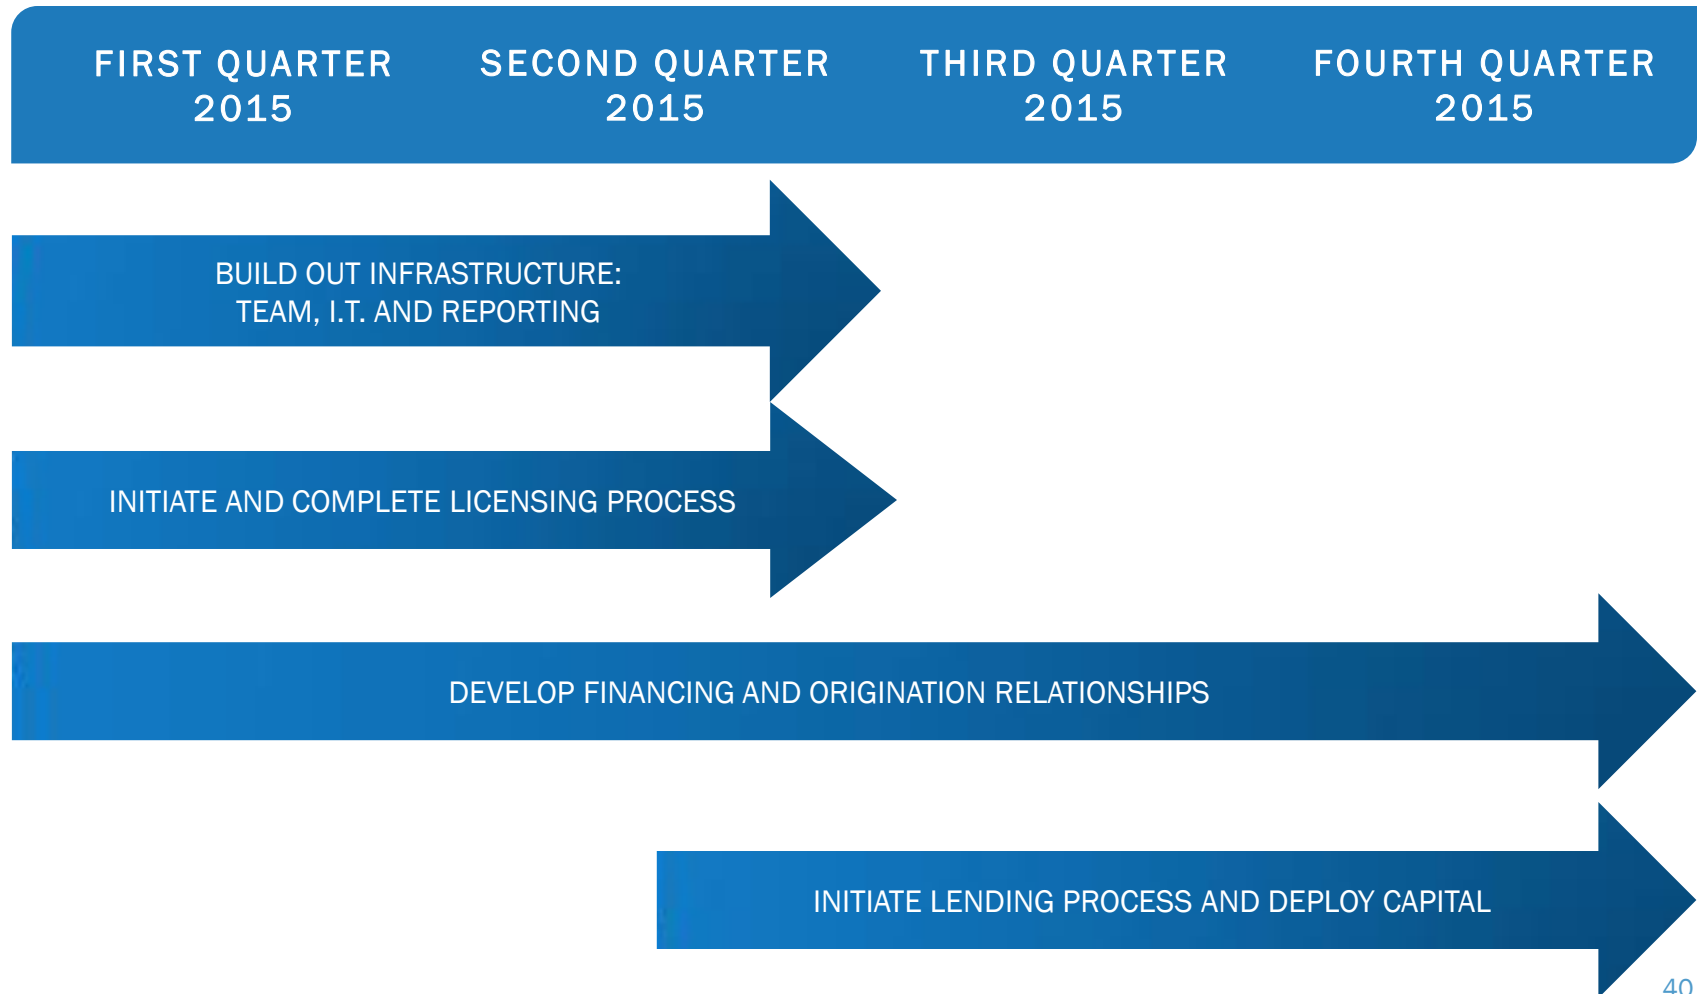 FIRST QUARTER
2015
SECOND QUARTER
2015
THIRD QUARTER
2015
FOURTH QUARTER
2015
BUILD OUT INFRASTRUCTURE:
TEAM, I.T. AND REPORTING
INITIATE AND COMPLETE LICENSING PROCESS
DEVELOP FINANCING AND ORIGINATION RELATIONSHIPS
INITIATE LENDING PROCESS AND DEPLOY CAPITAL
40